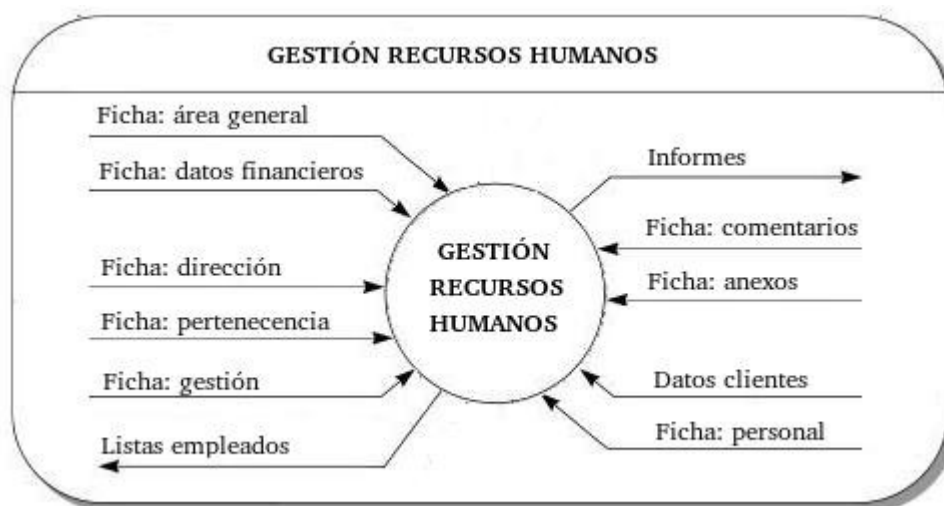 GESTIÓN RECURSOS HUMANOS
Ficha: área general
Ficha: datos financieros
Ficha: dirección
Ficha: pertenecencia
Ficha: gestión
Listas empleados
GESTIÓN
RECURSOS
HUMANOS
Informes
Ficha: comentarios
Ficha: anexos
Datos clientes
Ficha: personal